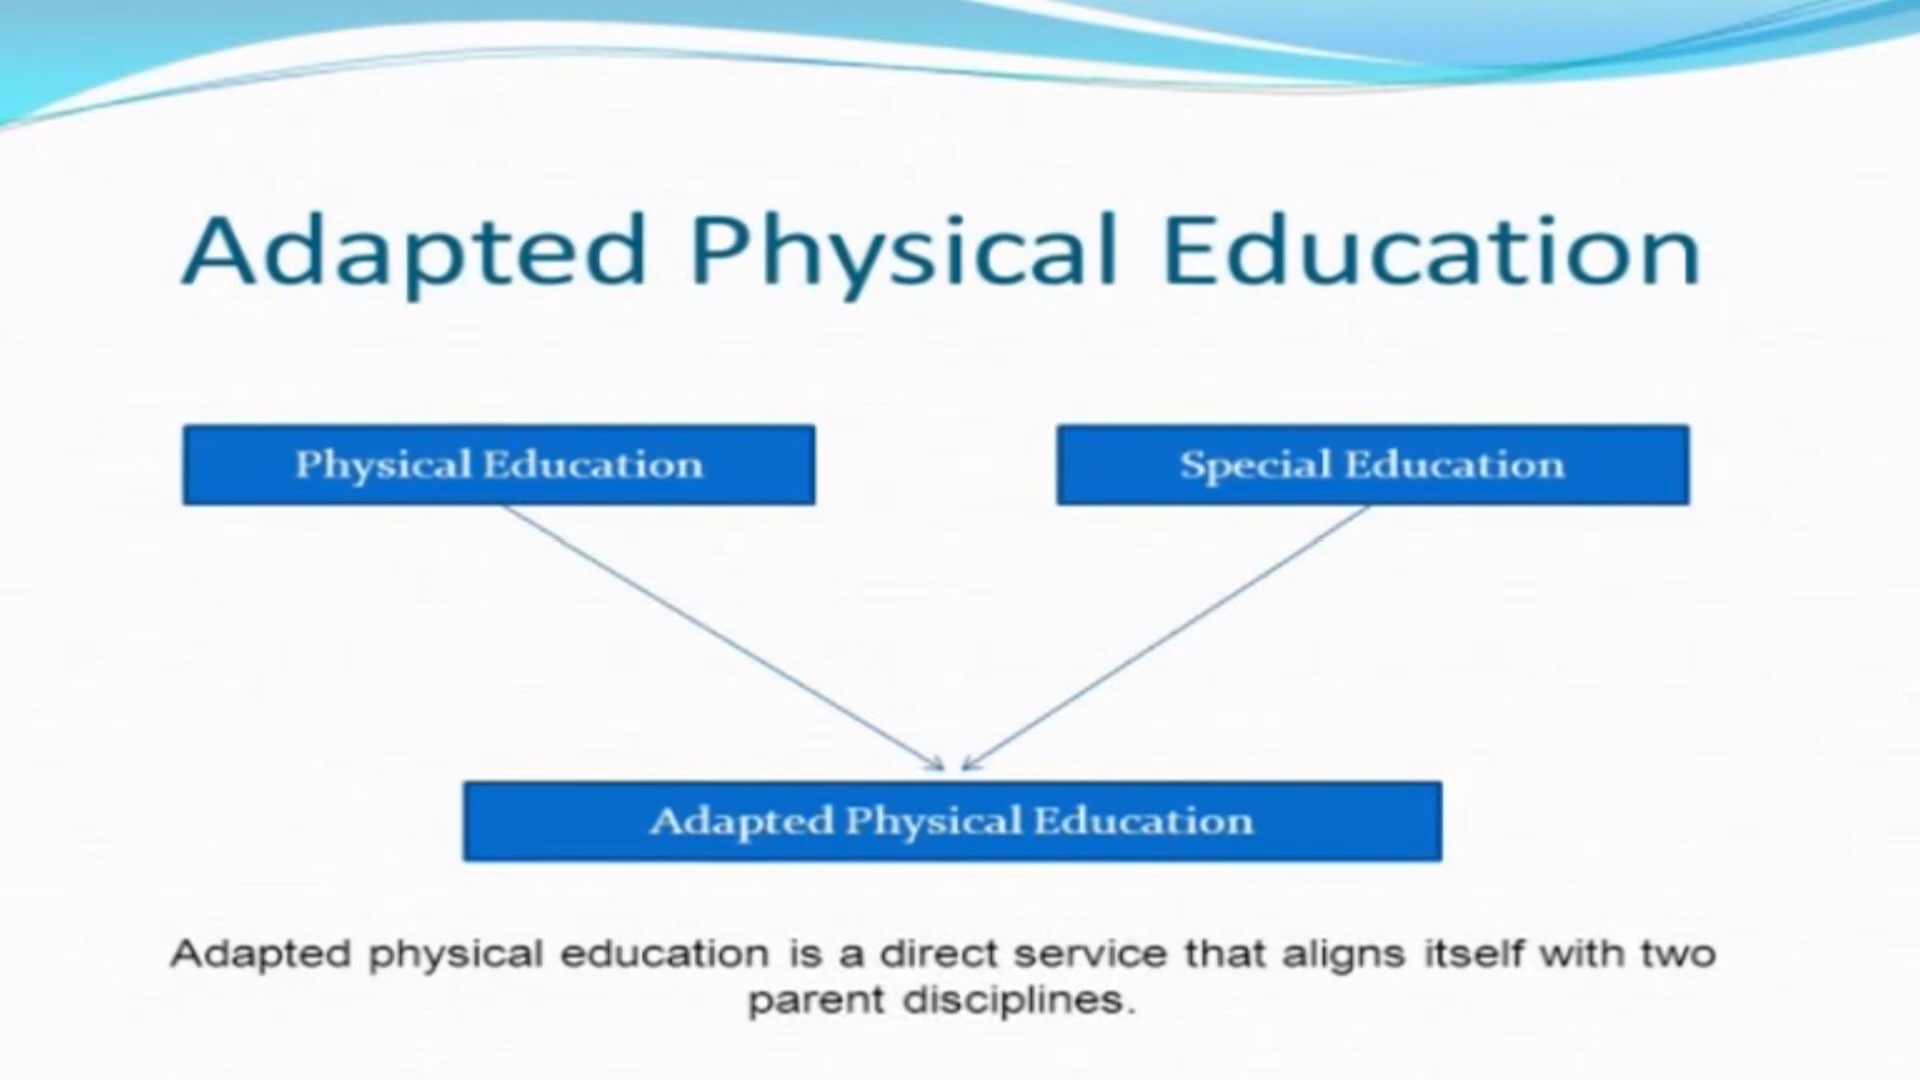 Adapted Physical Education
Physical Education
Special Education
Adapted Physical Education
Adapted physical education is a direct service that aligns itself with two
parent disciplines.